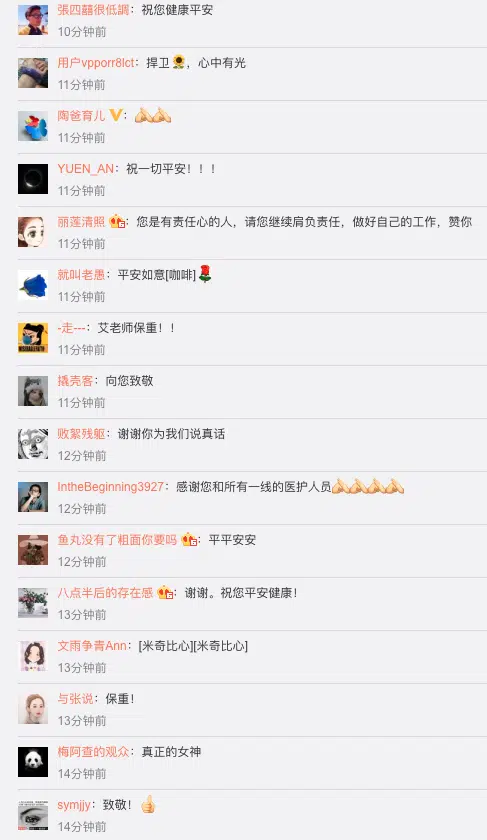 張四囍很低調：祝您健康平安
10分钟前
用户vpporr8lct：捍卫🌻，心中有光
11分钟前
陶爸育儿：🙏🙏
11分钟前
YUEN_AN：祝一切平安！！！
11分钟前
丽莲清照：您是有责任心的人，请您继续肩负责任，做好自己的工作，赞你
11分钟前
就叫老愚：平安如意[咖啡]🌹
11分钟前
-走---：艾老师保重！！
11分钟前
撬壳客：向您致敬
11分钟前
败絮残躯：谢谢你为我们说真话
12分钟前
IntheBeginning3927：感谢您和所有一线的医护人员🙏🙏🙏🙏
12分钟前
鱼丸没有了粗面你要吗：平平安安
12分钟前
八点半后的存在感：谢谢。祝您平安健康！
13分钟前
文雨争青Ann：[米奇比心][米奇比心]
13分钟前
与张说：保重！
13分钟前
梅阿查的观众：真正的女神
14分钟前
symjjy：致敬！👍
14分钟前